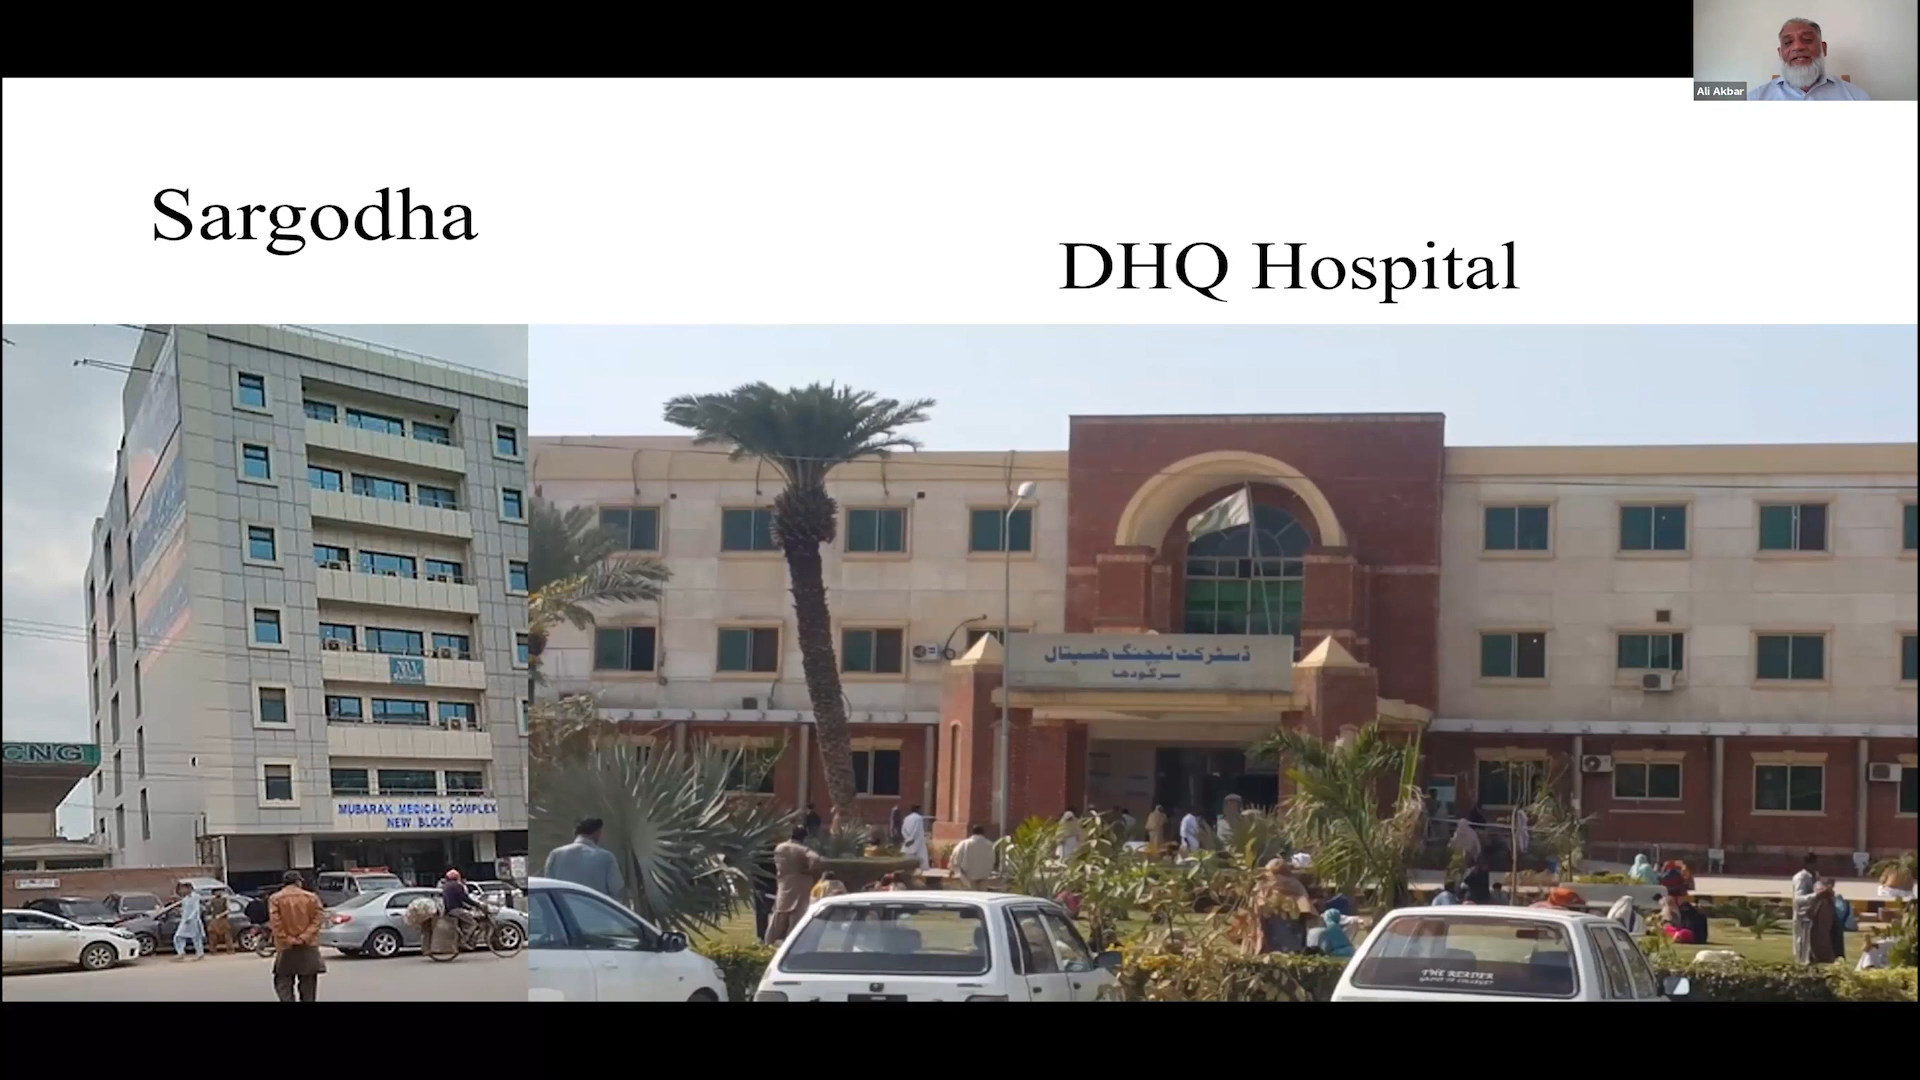 Ali Akbar
Sargodha
DHQ Hospital
CNG
MUBARAK MEDICAL COMPLEX
NEW BLOCK
ڈسٹرکٹ ٹیچنگ ہسپتال
سرگودھا
THE READER